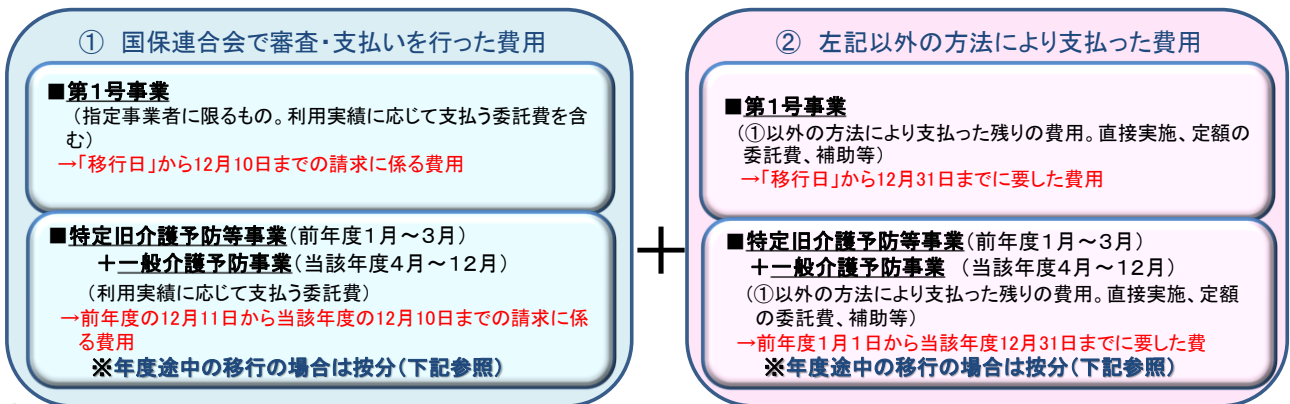 ① 国保連合会で審査・支払いを行った費用
■第1号事業
（指定事業者に限るもの。利用実績に応じて支払う委託費を含
む）
→「移行日」から12月10日までの請求に係る費用
■特定旧介護予防等事業（前年度1月～3月）
＋一般介護予防事業（当該年度4月～12月）
（利用実績に応じて支払う委託費）
→前年度の12月11日から当該年度の12月10日までの請求に係
る費用
※年度途中の移行の場合は按分（下記参照）
＋
② 左記以外の方法により支払った費用
■第1号事業
（①以外の方法により支払った残りの費用。直接実施、定額の
委託費、補助等）
→「移行日」から12月31日までに要した費用
■特定旧介護予防等事業（前年度1月～3月）
＋一般介護予防事業 （当該年度4月～12月）
（①以外の方法により支払った残りの費用。直接実施、定額
の委託費、補助等）
→前年度1月1日から当該年度12月31日までに要した費
※年度途中の移行の場合は按分（下記参照）